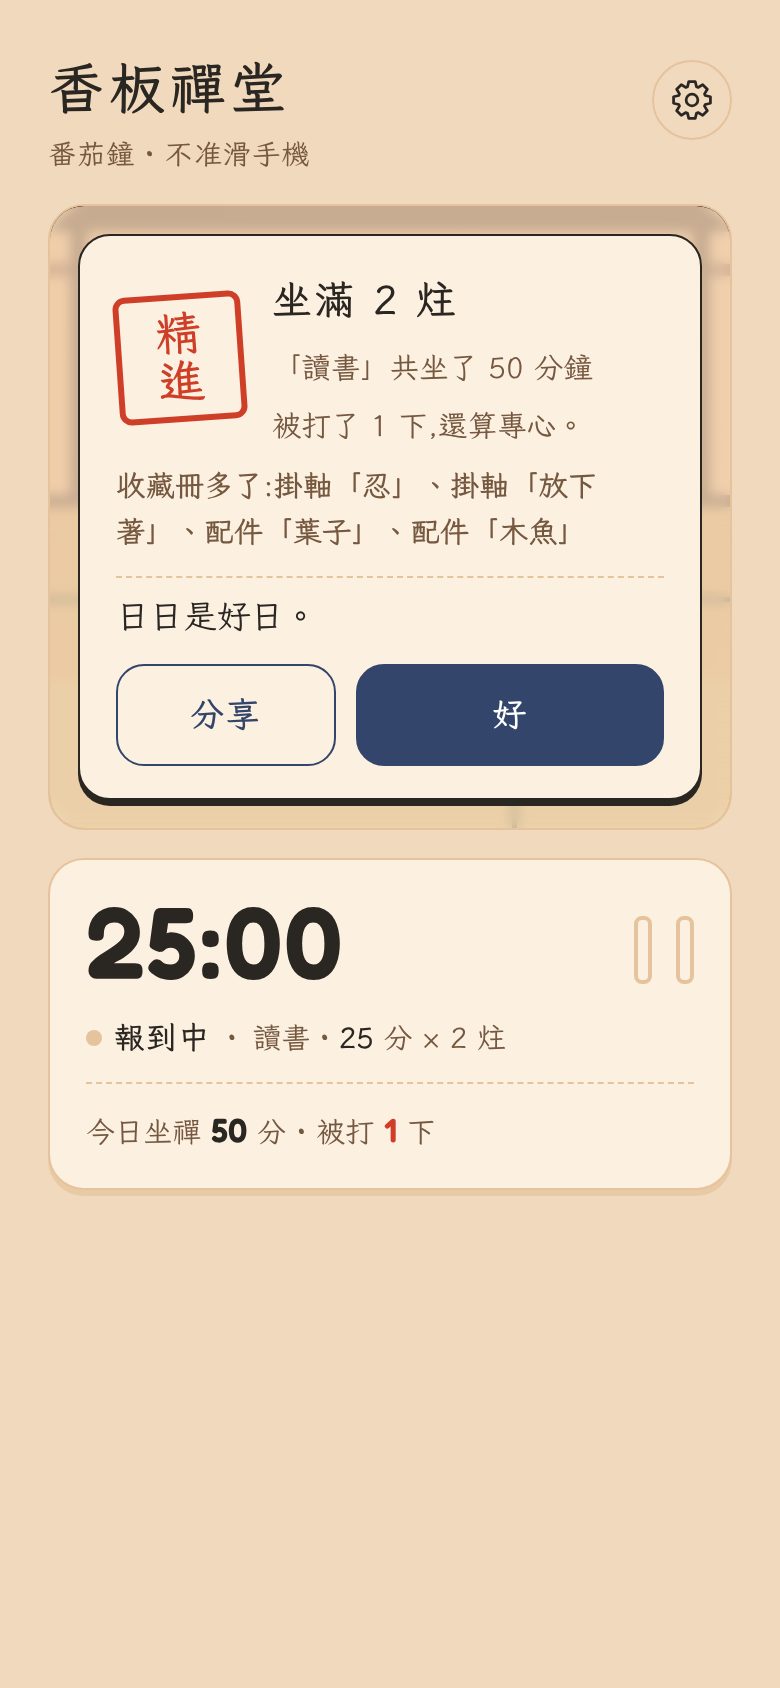 香板禪堂
番茄鐘・不准滑手機
精
進
坐滿 2 炷
「讀書」共坐了 50 分鐘
被打了 1 下,還算專心。
收藏冊多了:掛軸「忍」、掛軸「放下
著」、配件「葉子」、配件「木魚」
日日是好日。
分享
好
25:00
報到中・讀書・25 分 × 2 炷
今日坐禪 50 分・被打 1 下